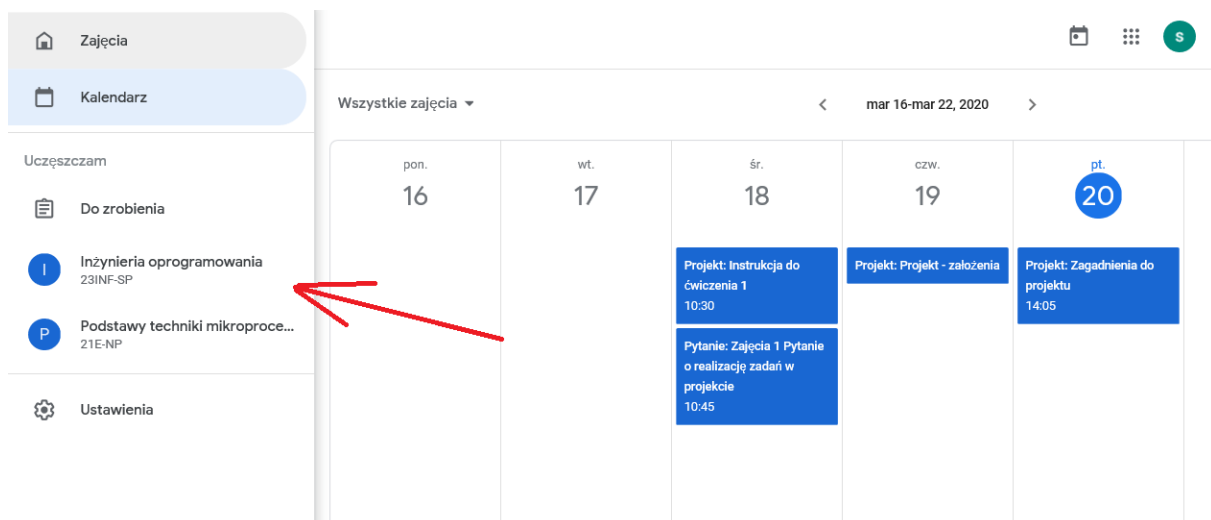 Zajęcia
Kalendarz
Uczęszczam
Do zrobienia
I
Inżynieria oprogramowania
23INF-SP
P
Podstawy techniki mikroproce...
21E-NP
Ustawienia
S
Wszystkie zajęcia
mar 16-mar 22, 2020
pon.
16
wt.
17
śr.
18
czw.
19
pt.
20
Projekt: Instrukcja do
ćwiczenia 1
10:30
Pytanie: Zajęcia 1 Pytanie
o realizację zadań w
projekcie
10:45
Projekt: Projekt - założenia
Projekt: Zagadnienia do
projektu
14:05